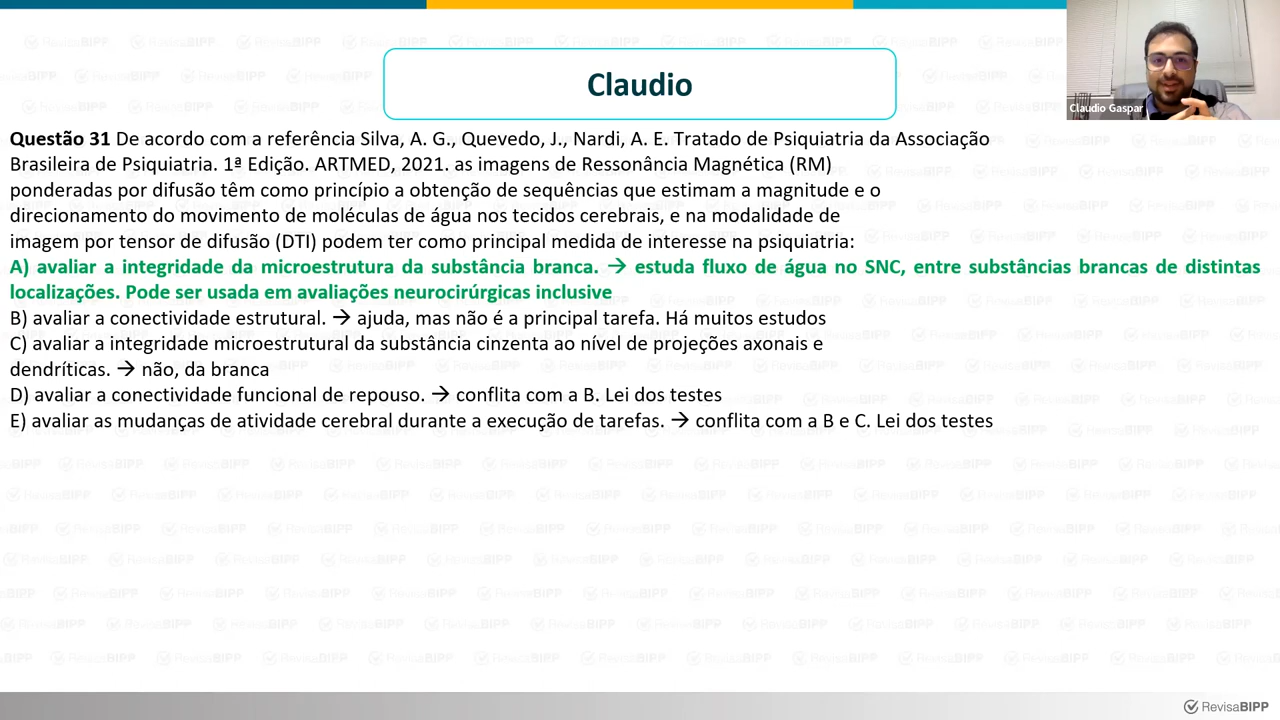 Claudio
Claudio Gaspar
Questão 31 De acordo com a referência Silva, A. G., Quevedo, J., Nardi, A. E. Tratado de Psiquiatria da Associação
Brasileira de Psiquiatria. 1ª Edição. ARTMED, 2021. as imagens de Ressonância Magnética (RM)
ponderadas por difusão têm como princípio a obtenção de sequências que estimam a magnitude e o
direcionamento do movimento de moléculas de água nos tecidos cerebrais, e na modalidade de
imagem por tensor de difusão (DTI) podem ter como principal medida de interesse na psiquiatria:
A) avaliar a integridade da microestrutura da substância branca. → estuda fluxo de água no SNC, entre substâncias brancas de distintas
localizações. Pode ser usada em avaliações neurocirúrgicas inclusive
B) avaliar a conectividade estrutural. → ajuda, mas não é a principal tarefa. Há muitos estudos
C) avaliar a integridade microestrutural da substância cinzenta ao nível de projeções axonais e
dendríticas. → não, da branca
D) avaliar a conectividade funcional de repouso. → conflita com a B. Lei dos testes
E) avaliar as mudanças de atividade cerebral durante a execução de tarefas. → conflita com a B e C. Lei dos testes
RevisaBIPP